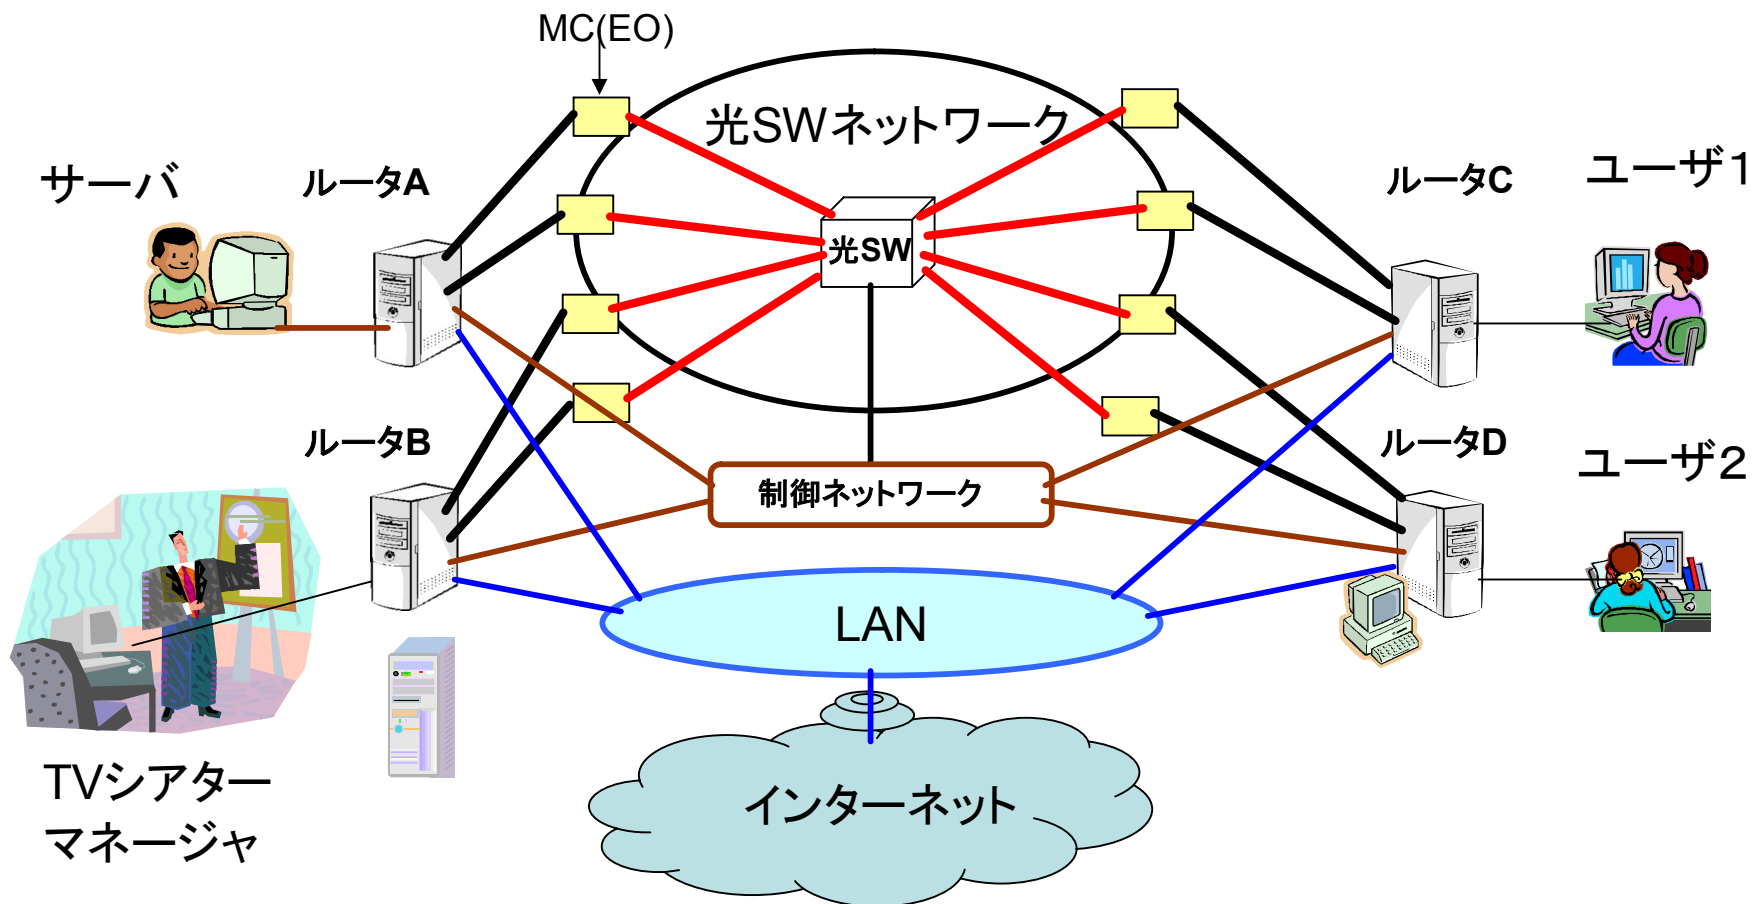 MC(EO)
光SWネットワーク
サーバ
ルータA
ルータC
ユーザ1
光SW
ルータB
ルータD
ユーザ2
制御ネットワーク
LAN
TVシアター
マネージャ
インターネット